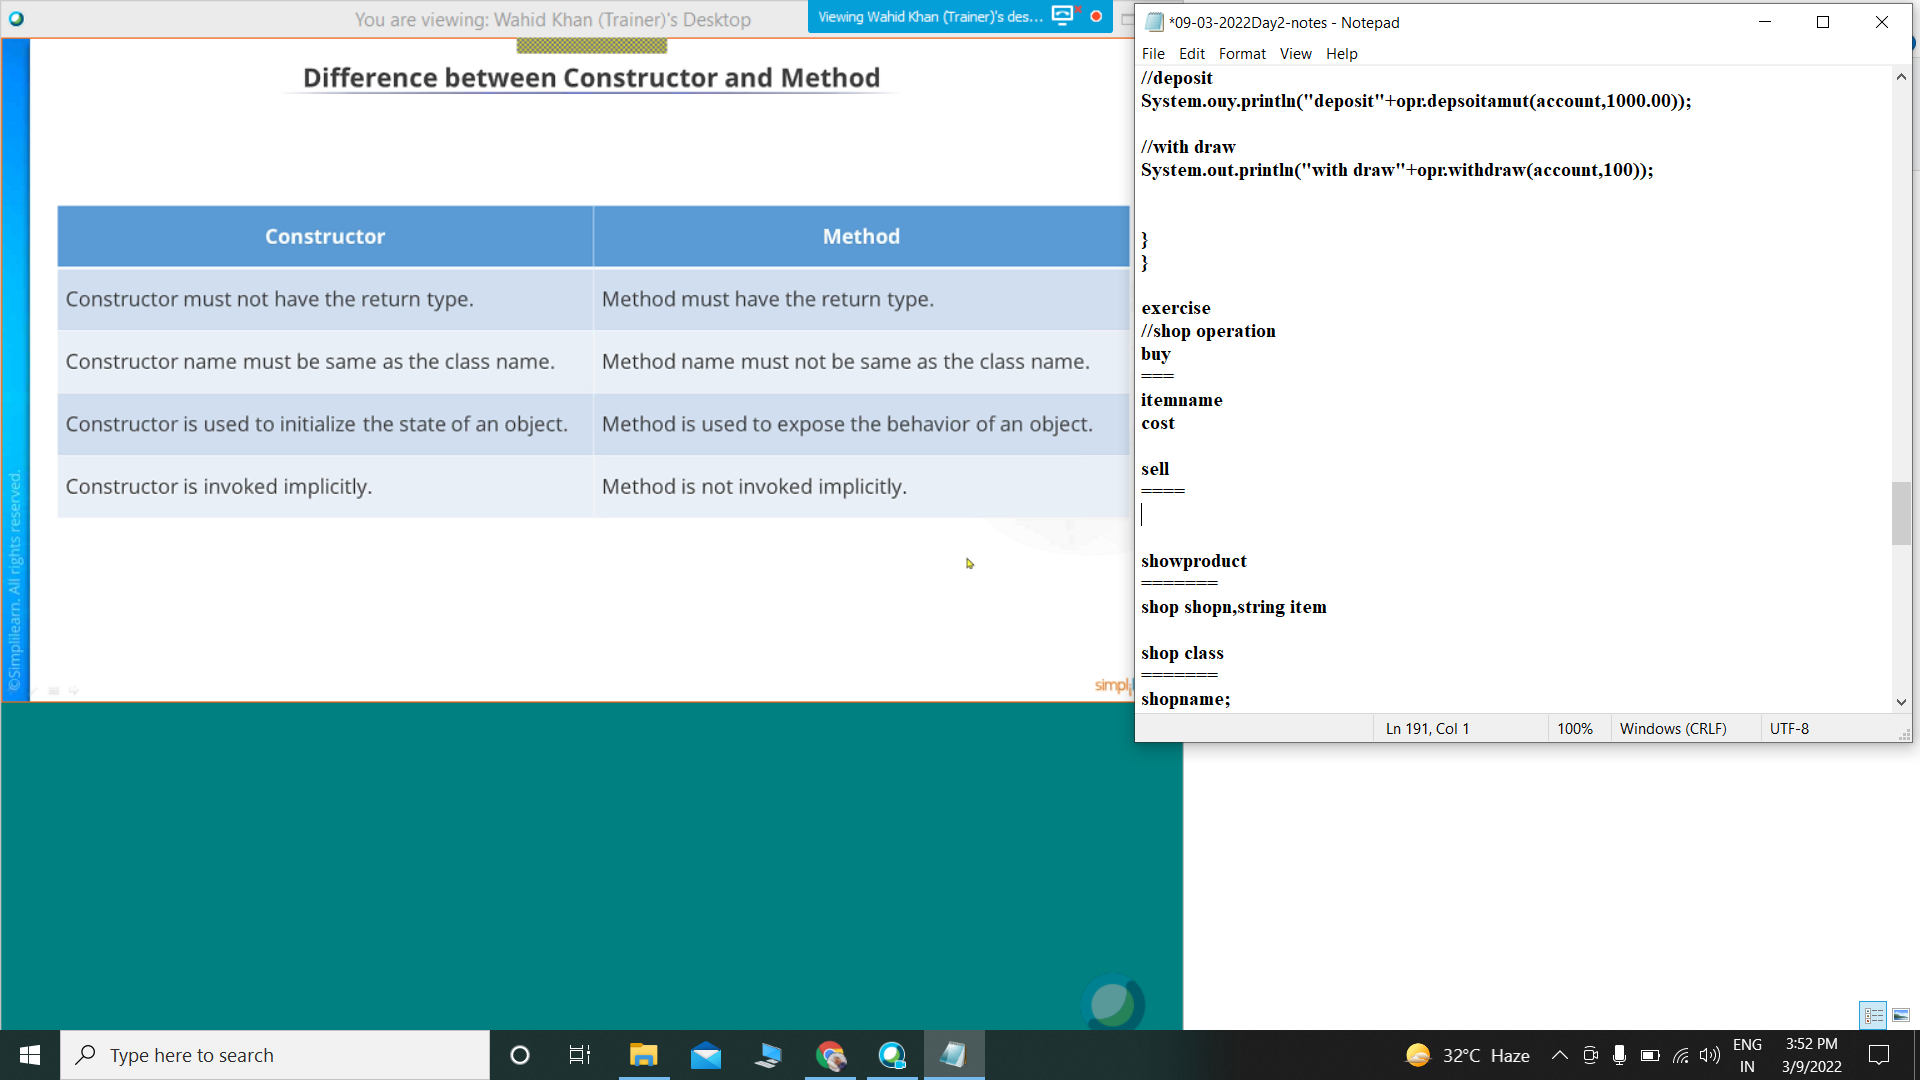 You are viewing: Wahid Khan (Trainer)'s Desktop
Viewing Wahid Khan (Trainer)'s des...
Difference between Constructor and Method
Constructor
Method
Constructor must not have the return type.
Method must have the return type.
Constructor name must be same as the class name.
Method name must not be same as the class name.
Constructor is used to initialize the state of an object.
Method is used to expose the behavior of an object.
Constructor is invoked implicitly.
Method is not invoked implicitly.
©Simplilearn. All rights reserved.
*09-03-2022Day2-notes - Notepad
File Edit Format View Help
//deposit
System.ouy.println("deposit"+opr.depsoitamut(account,1000.00));
//with draw
System.out.println("with draw"+opr.withdraw(account,100));
}
}
exercise
//shop operation
buy
===
itemname
cost
sell
====
showproduct
=======
shop shopn,string item
shop class
=======
shopname;
Ln 191, Col 1
100%
Windows (CRLF)
UTF-8
Type here to search
32°C Haze
ENG
IN
3:52 PM
3/9/2022